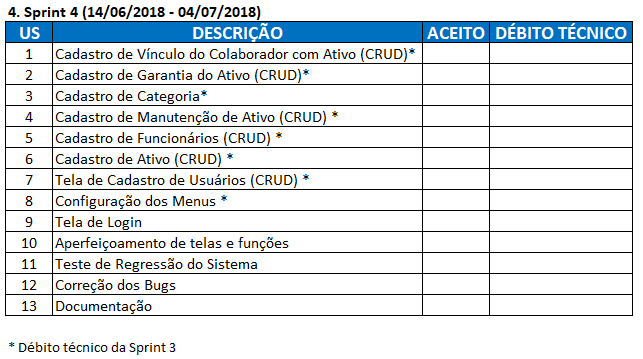 4. Sprint 4 (14/06/2018 - 04/07/2018)
US DESCRIÇÃO ACEITO DÉBITO TÉCNICO
1 Cadastro de Vínculo do Colaborador com Ativo (CRUD)*
2 Cadastro de Garantia do Ativo (CRUD)*
3 Cadastro de Categoria*
4 Cadastro de Manutenção de Ativo (CRUD) *
5 Cadastro de Funcionários (CRUD) *
6 Cadastro de Ativo (CRUD) *
7 Tela de Cadastro de Usuários (CRUD) *
8 Configuração dos Menus *
9 Tela de Login
10 Aperfeiçoamento de telas e funções
11 Teste de Regressão do Sistema
12 Correção dos Bugs
13 Documentação
* Débito técnico da Sprint 3